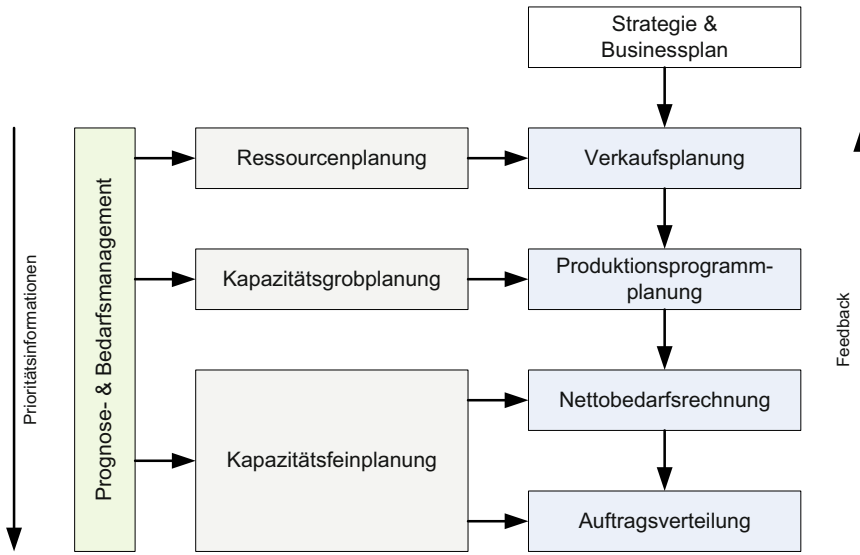 Strategie &
Businessplan
Ressourcenplanung
Verkaufsplanung
Prognose- & Bedarfsmanagement
Prioritätsinformationen
Kapazitätsgrobplanung
Produktionsprogramm-
planung
Feedback
Kapazitätsfeinplanung
Nettobedarfsrechnung
Auftragsverteilung